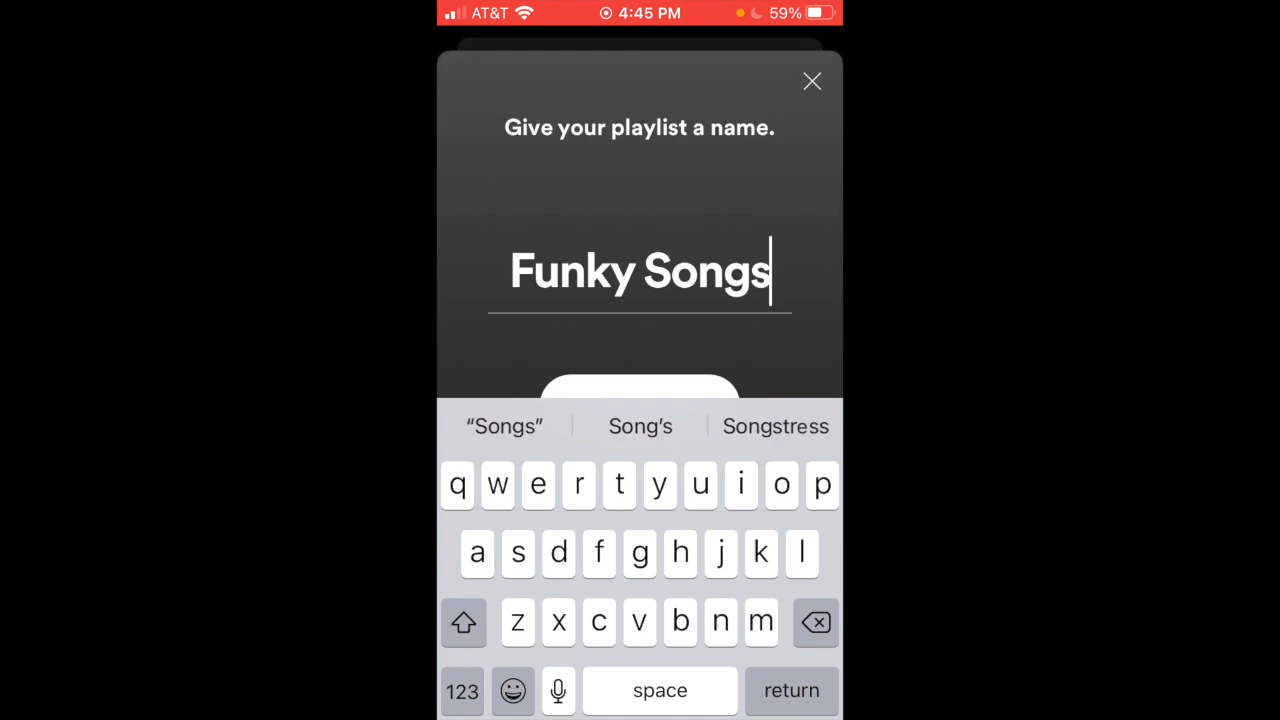 AT&T 4:45 PM 59%
Give your playlist a name.
Funky Songs
“Songs” Song’s Songstress
q w e r t y u i o p
a s d f g h j k l
z x c v b n m
123 space return